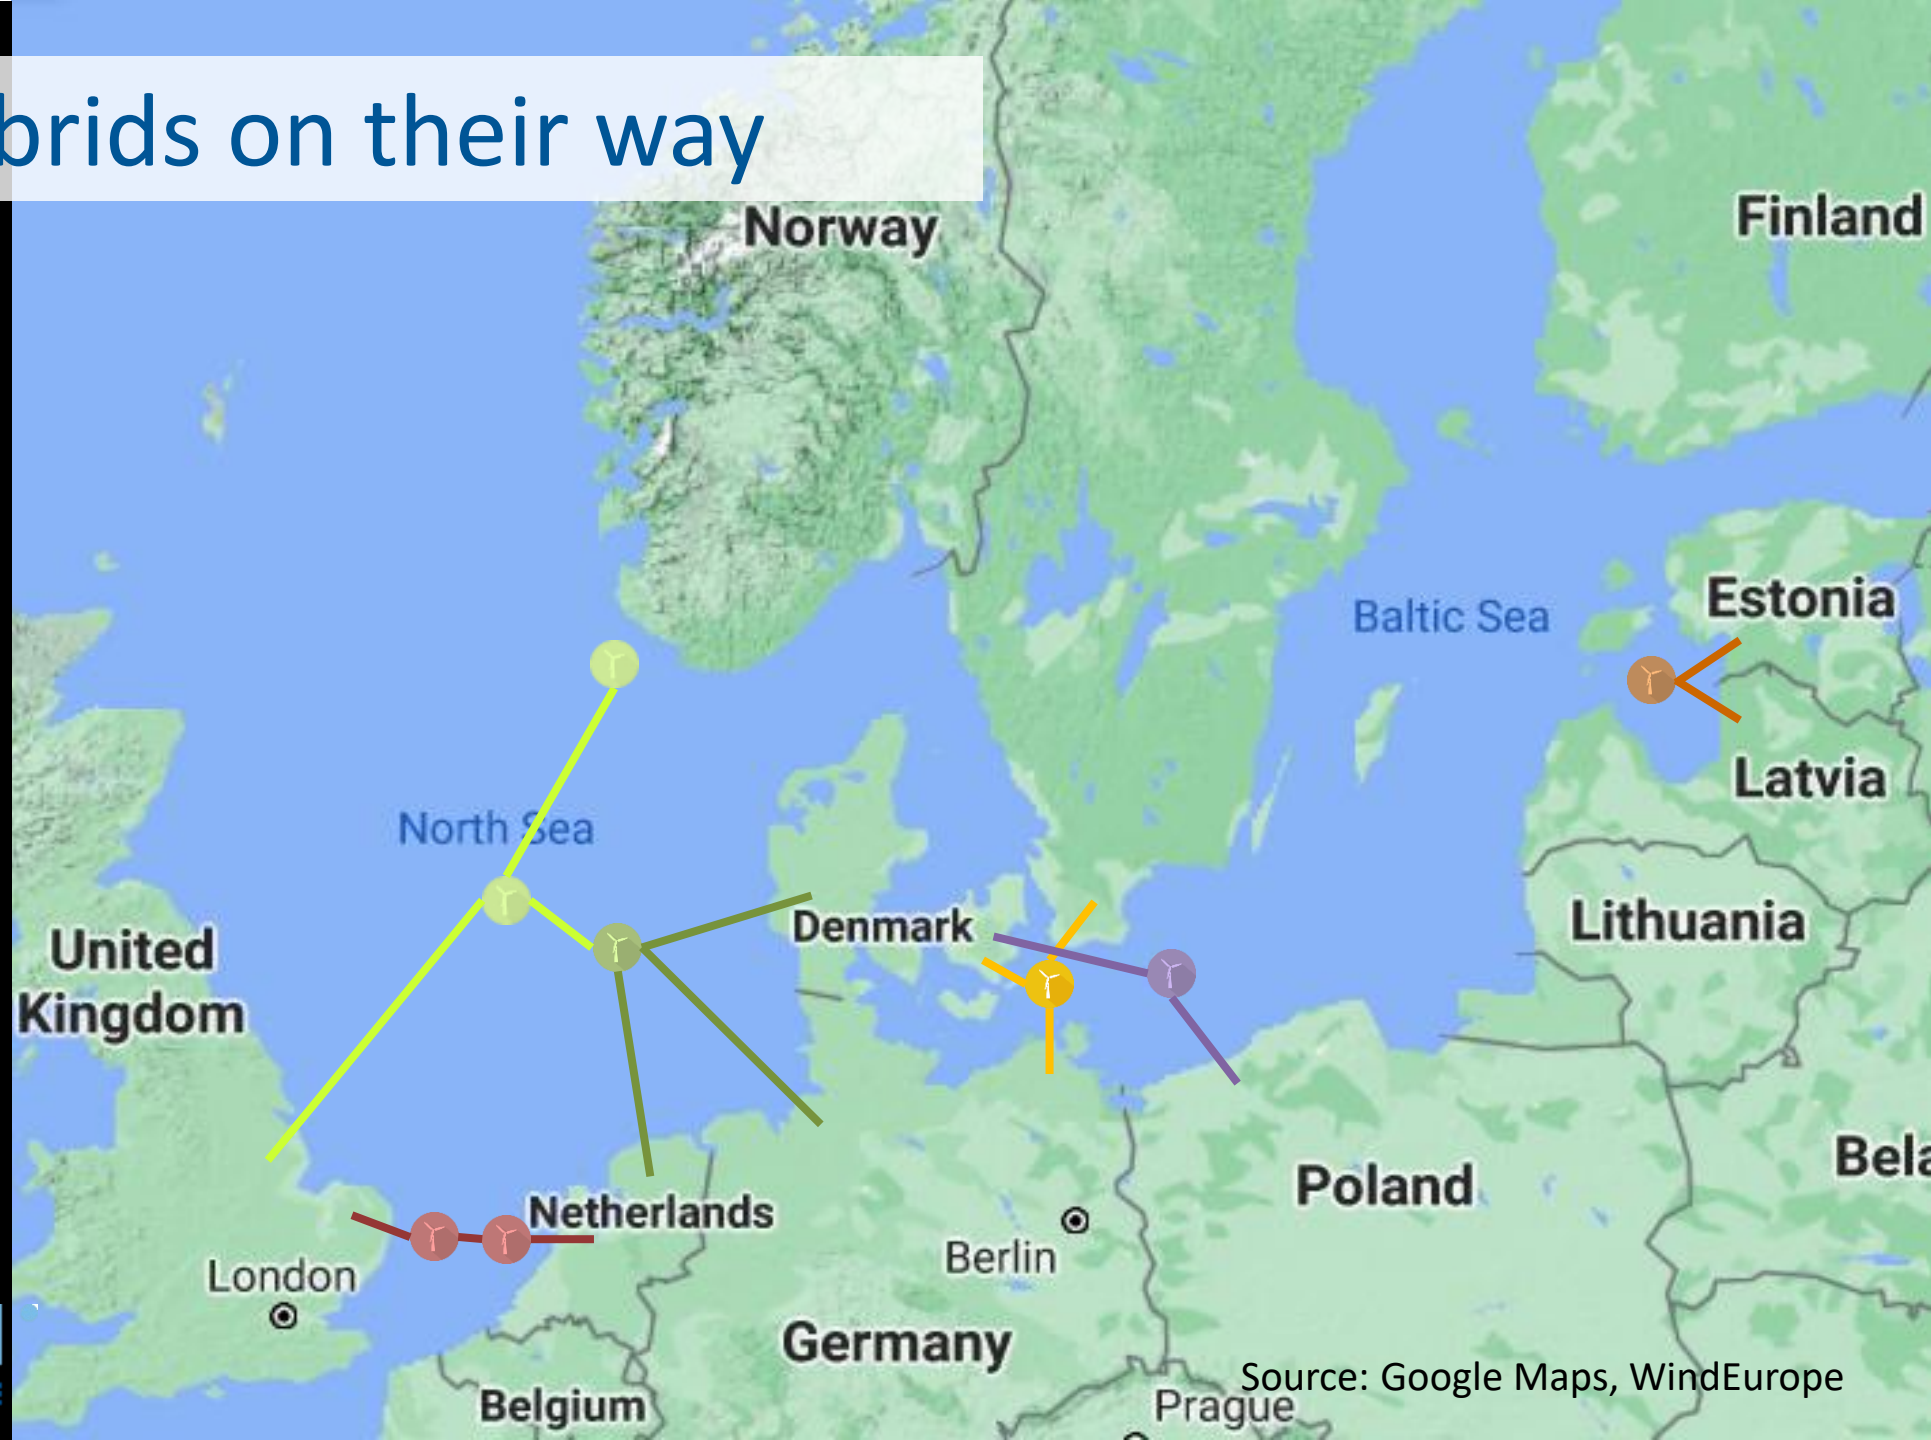 brids on their way
Norway
Finland
Estonia
Baltic Sea
Latvia
North Sea
Denmark
Lithuania
United
Kingdom
Netherlands
Poland
Bela
London
Berlin
Germany
Source: Google Maps, WindEurope
Belgium
Prague